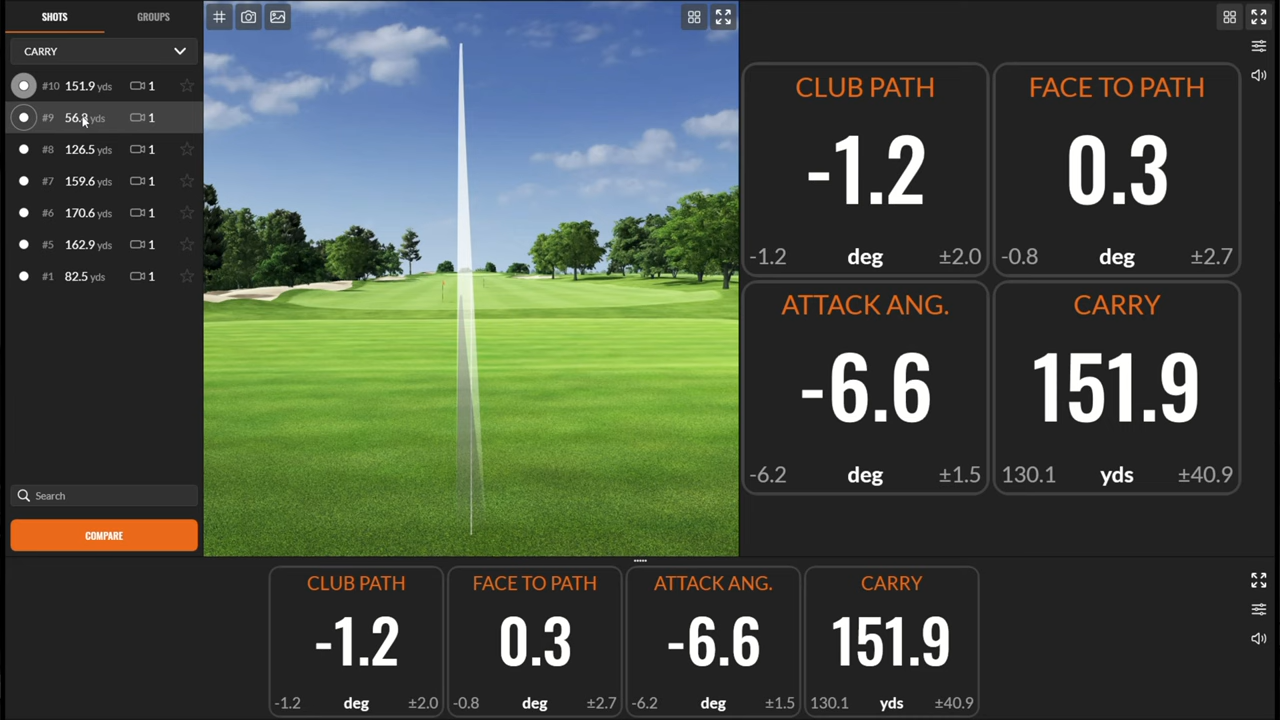 SHOTS GROUPS
CARRY
#10 151.9 yds 1
#9 56.8 yds 1
#8 126.5 yds 1
#7 159.6 yds 1
#6 170.6 yds 1
#5 162.9 yds 1
#1 82.5 yds 1
Search
COMPARE
CLUB PATH
-1.2
-1.2 deg ±2.0
FACE TO PATH
0.3
-0.8 deg ±2.7
ATTACK ANG.
-6.6
-6.2 deg ±1.5
CARRY
151.9
130.1 yds ±40.9
CLUB PATH
-1.2
-1.2 deg ±2.0
FACE TO PATH
0.3
-0.8 deg ±2.7
ATTACK ANG.
-6.6
-6.2 deg ±1.5
CARRY
151.9
130.1 yds ±40.9